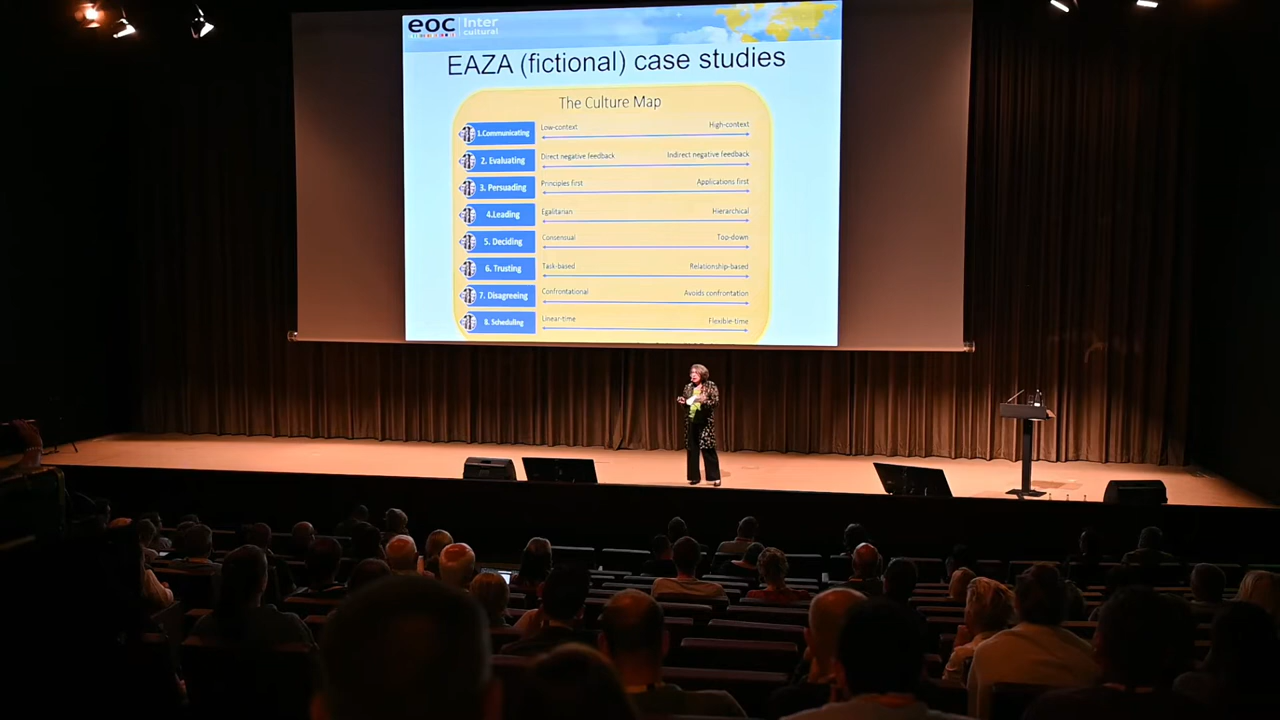 eoc Inter
cultural
EAZA (fictional) case studies
The Culture Map
1.Communicating Low-context High-context
2. Evaluating Direct negative feedback Indirect negative feedback
3. Persuading Principles first Applications first
4.Leading Egalitarian Hierarchical
5. Deciding Consensual Top-down
6. Trusting Task-based Relationship-based
7. Disagreeing Confrontational Avoids confrontation
8. Scheduling Linear-time Flexible-time